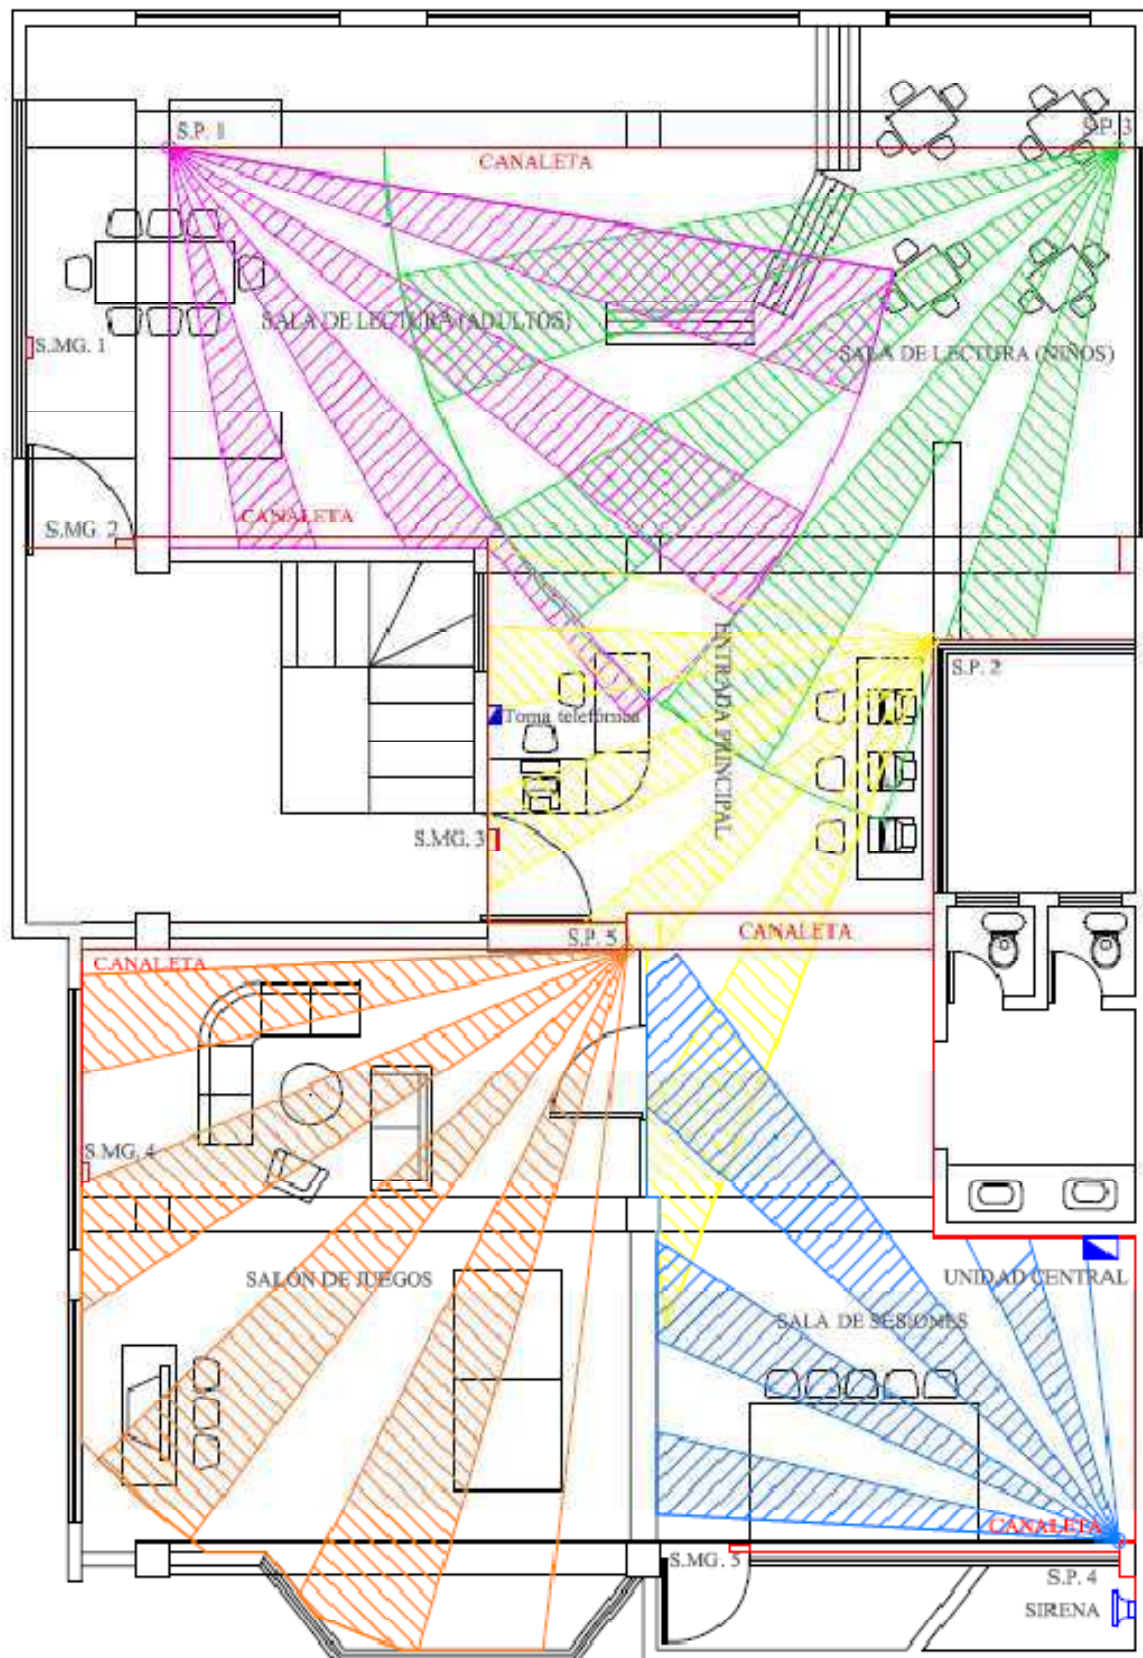 S.P. 1
S.P. 3
CANALETA
SALA DE LECTURA (ADULTOS)
S.MG. 1
SALA DE LECTURA (NIÑOS)
CANALETA
S.MG. 2
ENTRADA PRINCIPAL
S.P. 2
Toma telefónica
S.MG. 3
S.P. 5
CANALETA
CANALETA
S.MG. 4
SALÓN DE JUEGOS
UNIDAD CENTRAL
SALA DE SESIONES
CANALETA
S.MG. 5
S.P. 4
SIRENA